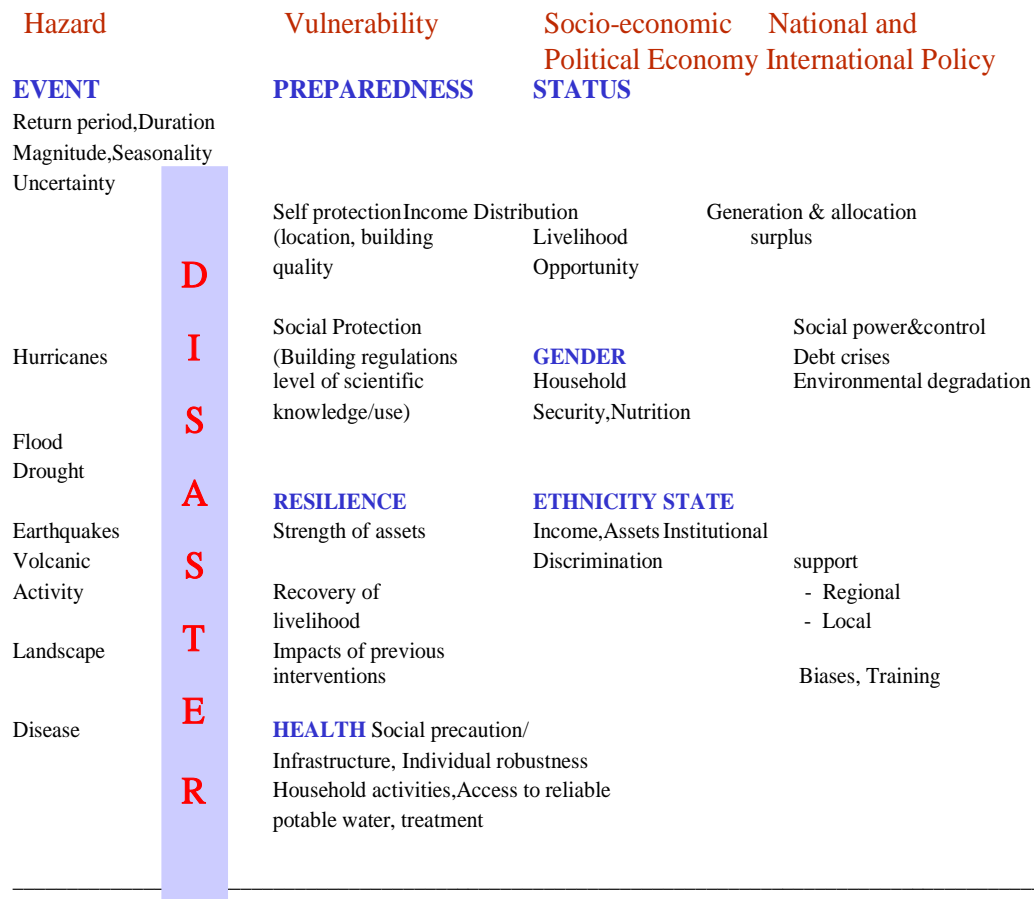 Hazard Vulnerability Socio-economic National and
Political Economy International Policy
EVENT PREPAREDNESS STATUS
Return period,Duration
Magnitude,Seasonality
Uncertainty
Self protectionIncome Distribution Generation & allocation
(location, building Livelihood surplus
quality Opportunity
D
Social Protection Social power&control
Hurricanes I (Building regulations GENDER Debt crises
level of scientific Household Environmental degradation
S knowledge/use) Security,Nutrition
Flood
Drought
A RESILIENCE ETHNICITY STATE
Earthquakes Strength of assets Income,Assets Institutional
Volcanic S Discrimination support
Activity Recovery of - Regional
livelihood - Local
T
Landscape Impacts of previous
interventions Biases, Training
E
Disease HEALTH Social precaution/
Infrastructure, Individual robustness
R Household activities,Access to reliable
potable water, treatment